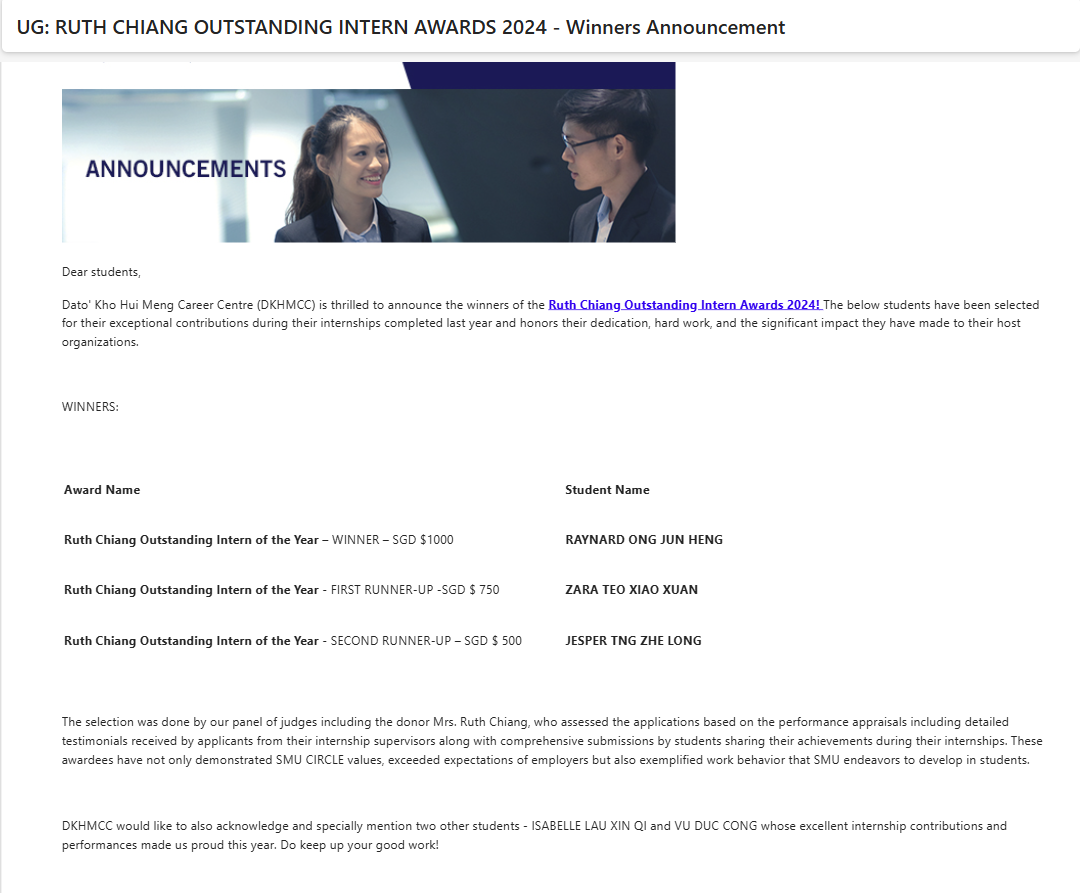 UG: RUTH CHIANG OUTSTANDING INTERN AWARDS 2024 - Winners Announcement
ANNOUNCEMENTS
Dear students,
Dato' Kho Hui Meng Career Centre (DKHMCC) is thrilled to announce the winners of the Ruth Chiang Outstanding Intern Awards 2024! The below students have been selected
for their exceptional contributions during their internships completed last year and honors their dedication, hard work, and the significant impact they have made to their host
organizations.
WINNERS:
Award Name Student Name
Ruth Chiang Outstanding Intern of the Year – WINNER – SGD $1000 RAYNARD ONG JUN HENG
Ruth Chiang Outstanding Intern of the Year - FIRST RUNNER-UP -SGD $ 750 ZARA TEO XIAO XUAN
Ruth Chiang Outstanding Intern of the Year - SECOND RUNNER-UP – SGD $ 500 JESPER TNG ZHE LONG
The selection was done by our panel of judges including the donor Mrs. Ruth Chiang, who assessed the applications based on the performance appraisals including detailed
testimonials received by applicants from their internship supervisors along with comprehensive submissions by students sharing their achievements during their internships. These
awardees have not only demonstrated SMU CIRCLE values, exceeded expectations of employers but also exemplified work behavior that SMU endeavors to develop in students.
DKHMCC would like to also acknowledge and specially mention two other students - ISABELLE LAU XIN QI and VU DUC CONG whose excellent internship contributions and
performances made us proud this year. Do keep up your good work!